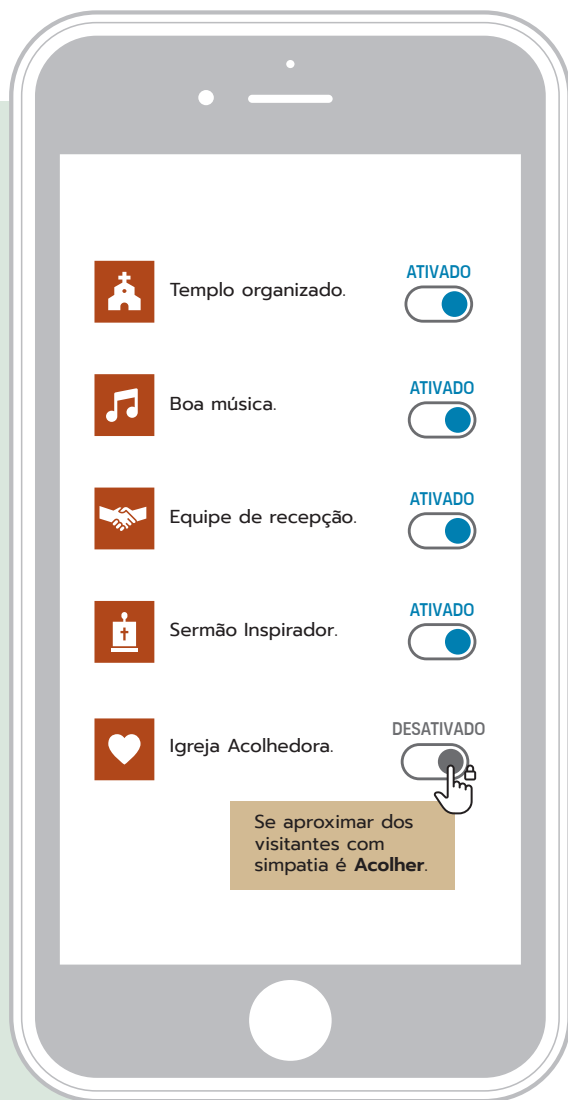 ATIVADO
Templo organizado.
ATIVADO
Boa música.
ATIVADO
Equipe de recepção.
ATIVADO
Sermão Inspirador.
DESATIVADO
Igreja Acolhedora.
Se aproximar dos
visitantes com
simpatia é Acolher.